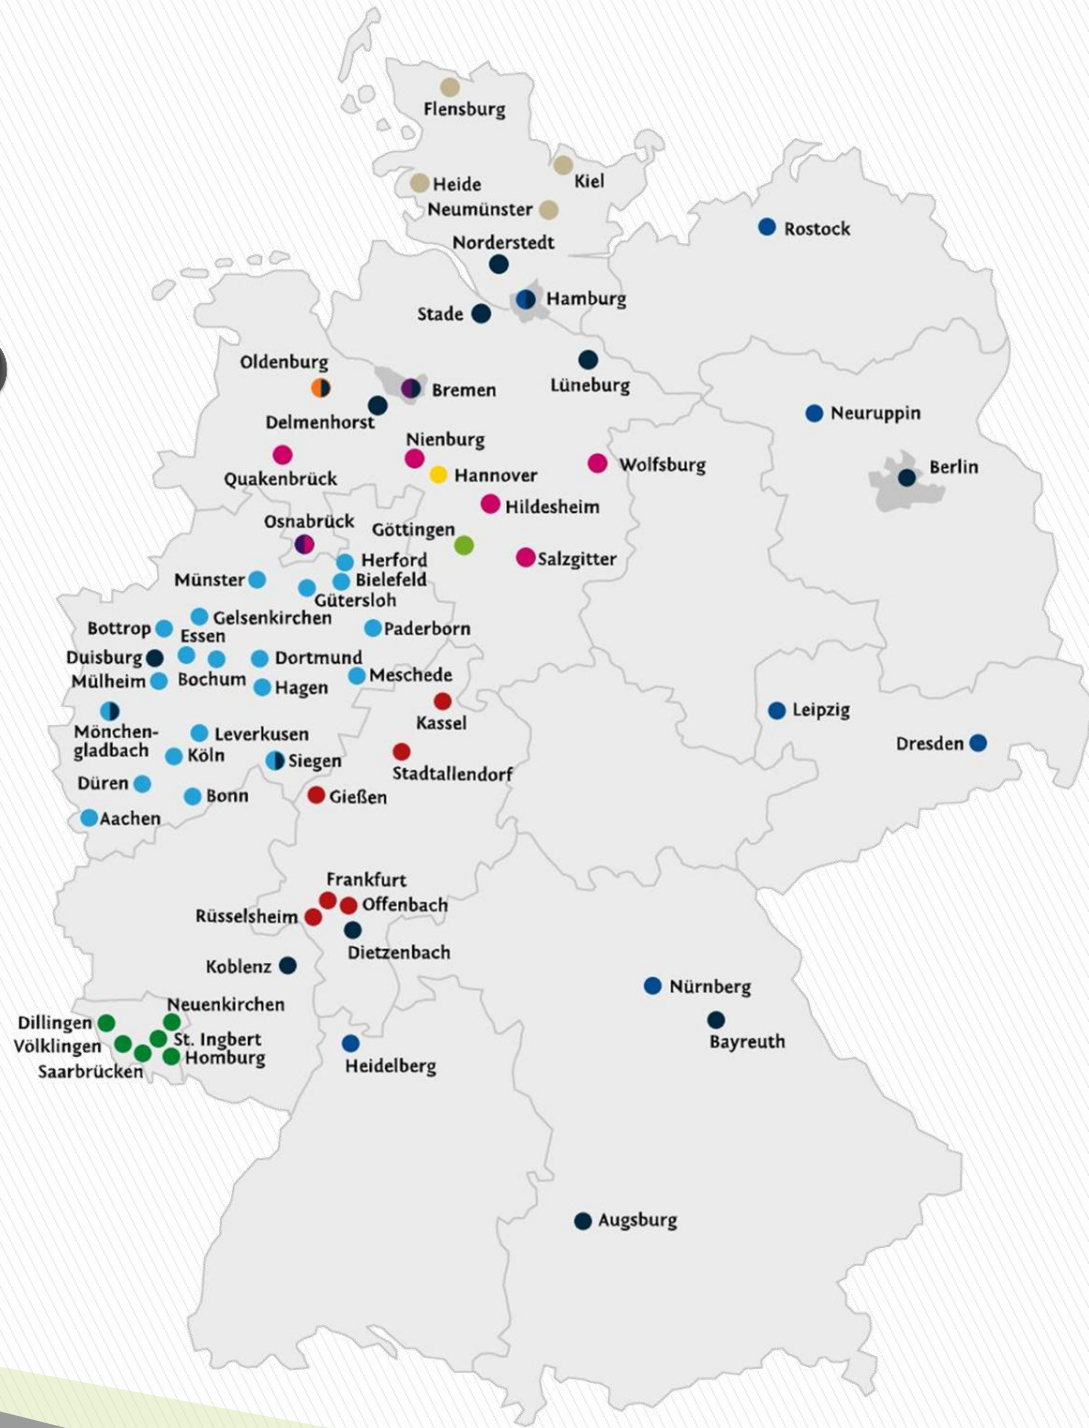 Flensburg
Kiel
Heide
Neumünster
Rostock
Norderstedt
Hamburg
Stade
Oldenburg
Lüneburg
Bremen
Delmenhorst
Neuruppin
Nienburg
Wolfsburg
Berlin
Quakenbrück
Hannover
Hildesheim
Osnabrück
Göttingen
Herford
Salzgitter
Münster
Bielefeld
Gütersloh
Gelsenkirchen
Bottrop
Essen
Paderborn
Duisburg
Dortmund
Mülheim
Bochum
Meschede
Hagen
Kassel
Leipzig
Mönchen-
gladbach
Leverkusen
Dresden
Köln
Siegen
Stadtallendorf
Düren
Bonn
Gießen
Aachen
Frankfurt
Offenbach
Rüsselsheim
Dietzenbach
Koblenz
Nürnberg
Neuenkirchen
Dillingen
St. Ingbert
Völklingen
Homburg
Saarbrücken
Bayreuth
Heidelberg
Augsburg